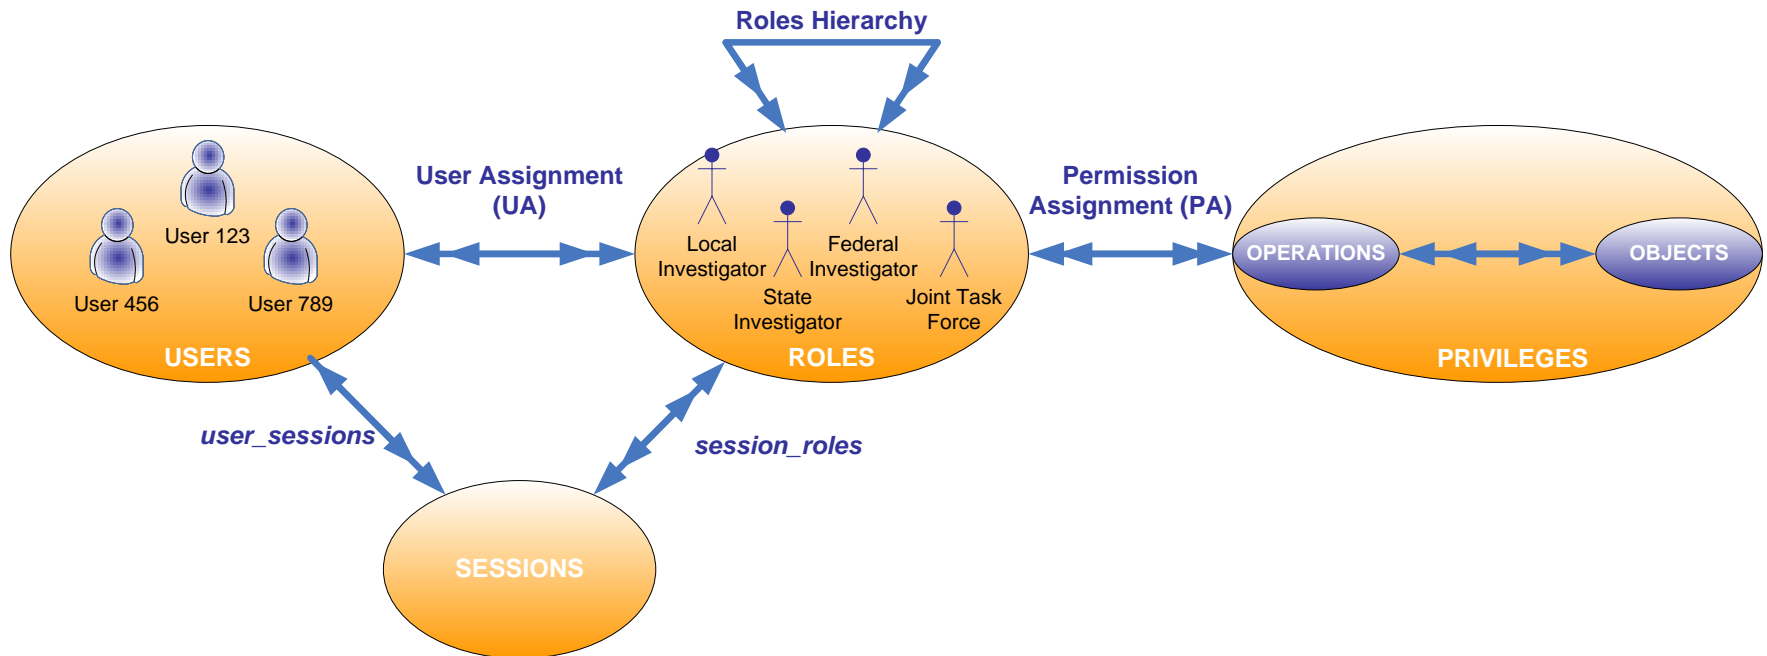 Roles Hierarchy
User Assignment
(UA)
Permission
Assignment (PA)
User 123
User 456
User 789
USERS
Local
Investigator
State
Investigator
Federal
Investigator
Joint Task
Force
ROLES
OPERATIONS
OBJECTS
PRIVILEGES
user_sessions
session_roles
SESSIONS